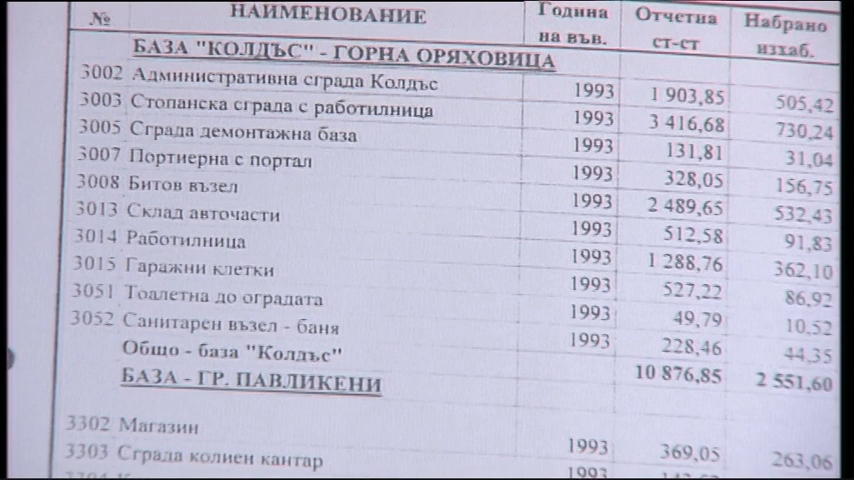 № НАИМЕНОВАНИЕ Година на във. Отчетна ст-ст Набрано изхаб.
БАЗА "КОЛДЪС" - ГОРНА ОРЯХОВИЦА
3002 Административна сграда Колдъс 1993 1 903,85 505,42
3003 Стопанска сграда с работилница 1993 3 416,68 730,24
3005 Сграда демонтажна база 1993 131,81 31,04
3007 Портиерна с портал 1993 328,05 156,75
3008 Битов възел 1993 2 489,65 532,43
3013 Склад авточасти 1993 512,58 91,83
3014 Работилница 1993 1 288,76 362,10
3015 Гаражни клетки 1993 527,22 86,92
3051 Тоалетна до оградата 1993 49,79 10,52
3052 Санитарен възел - баня 1993 228,46 44,35
Общо - база "Колдъс" 10 876,85 2 551,60
БАЗА - ГР. ПАВЛИКЕНИ
3302 Магазин 1993 369,05 263,06
3303 Сграда колиен кантар 1993